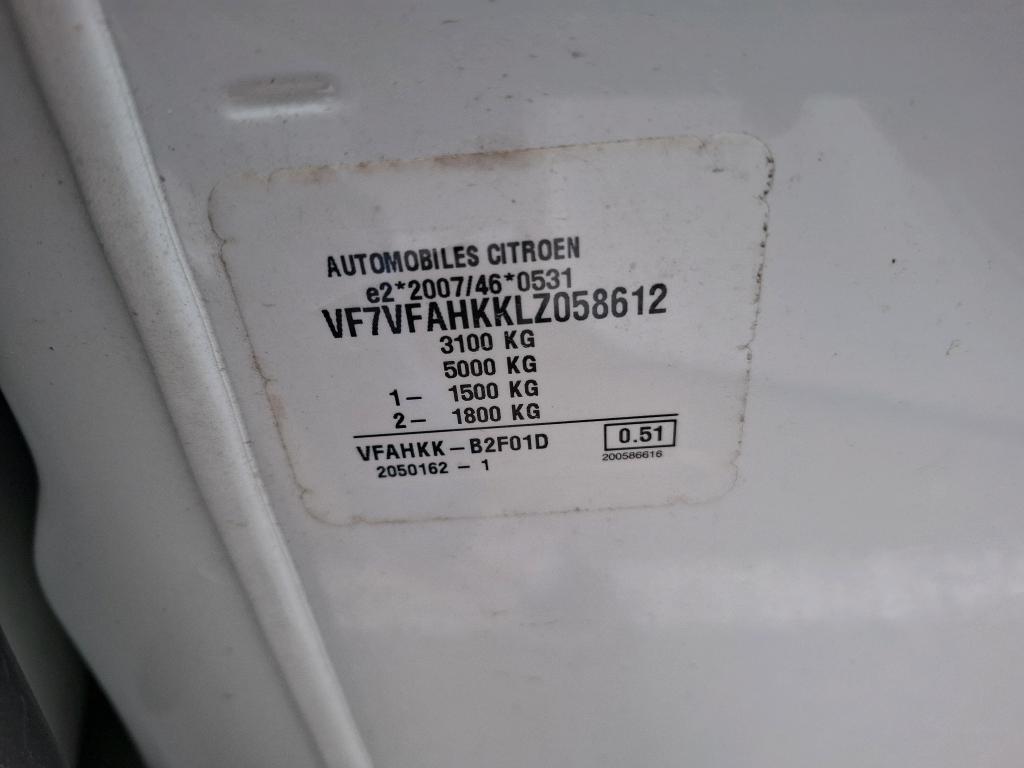 AUTOMOBILES CITROEN
e2*2007/46*0531
VF7VFAHKKLZ058612
3100 KG
5000 KG
1– 1500 KG
2– 1800 KG
VFAHKK – B2F01D 0.51
2050162 – 1 200586616